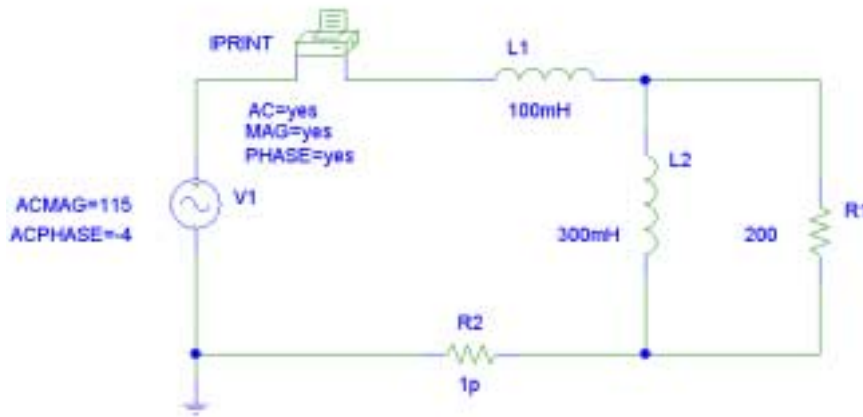 IPRINT
L1
100mH
AC=yes
MAG=yes
PHASE=yes
L2
300mH
ACMAG=115
ACPHASE=-4
V1
R1
200
R2
1p